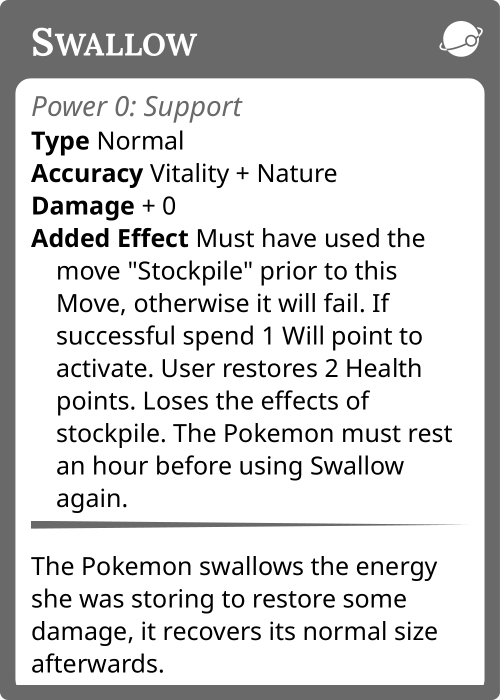 Swallow
Power 0: Support
Type Normal
Accuracy Vitality + Nature
Damage + 0
Added Effect Must have used the
move "Stockpile" prior to this
Move, otherwise it will fail. If
successful spend 1 Will point to
activate. User restores 2 Health
points. Loses the effects of
stockpile. The Pokemon must rest
an hour before using Swallow
again.
The Pokemon swallows the energy
she was storing to restore some
damage, it recovers its normal size
afterwards.